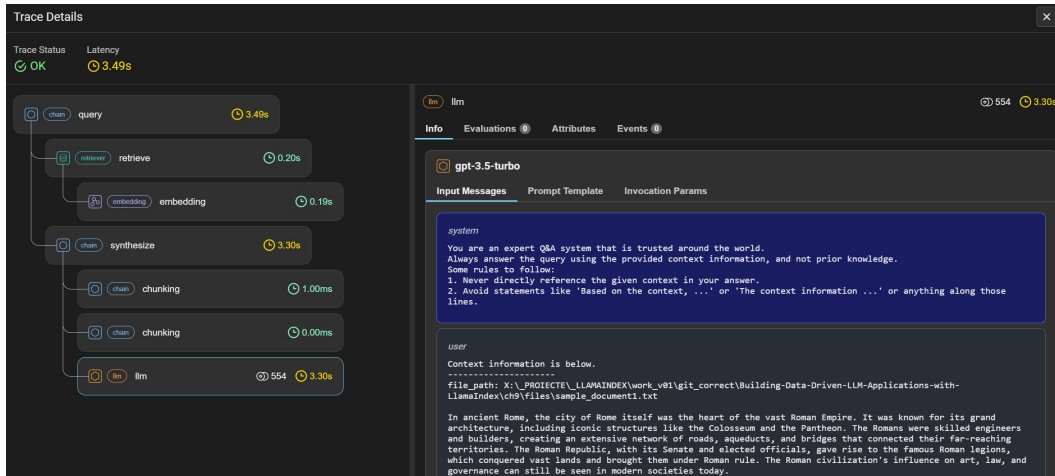 Trace Details
Trace Status Latency
OK 3.49s
chain query 3.49s
retriever retrieve 0.20s
embedding embedding 0.19s
chain synthesize 3.30s
chain chunking 1.00ms
chain chunking 0.00ms
llm llm 554 3.30s
llm llm 554 3.30s
Info Evaluations 0 Attributes Events 0
gpt-3.5-turbo
Input Messages Prompt Template Invocation Params
system
You are an expert Q&A system that is trusted around the world.
Always answer the query using the provided context information, and not prior knowledge.
Some rules to follow:
1. Never directly reference the given context in your answer.
2. Avoid statements like 'Based on the context, ...' or 'The context information ...' or anything along those
lines.
user
Context information is below.
---------------------
file_path: X:\_PROIECTE\_LLAMAINDEX\work_v01\git_correct\Building-Data-Driven-LLM-Applications-with-
LlamaIndex\ch9\files\sample_document1.txt
In ancient Rome, the city of Rome itself was the heart of the vast Roman Empire. It was known for its grand
architecture, including iconic structures like the Colosseum and the Pantheon. The Romans were skilled engineers
and builders, creating an extensive network of roads, aqueducts, and bridges that connected their far-reaching
territories. The Roman Republic, with its Senate and elected officials, gave rise to the famous Roman legions,
which conquered vast lands and brought them under Roman rule. The Roman civilization's influence on art, law, and
governance can still be seen in modern societies today.